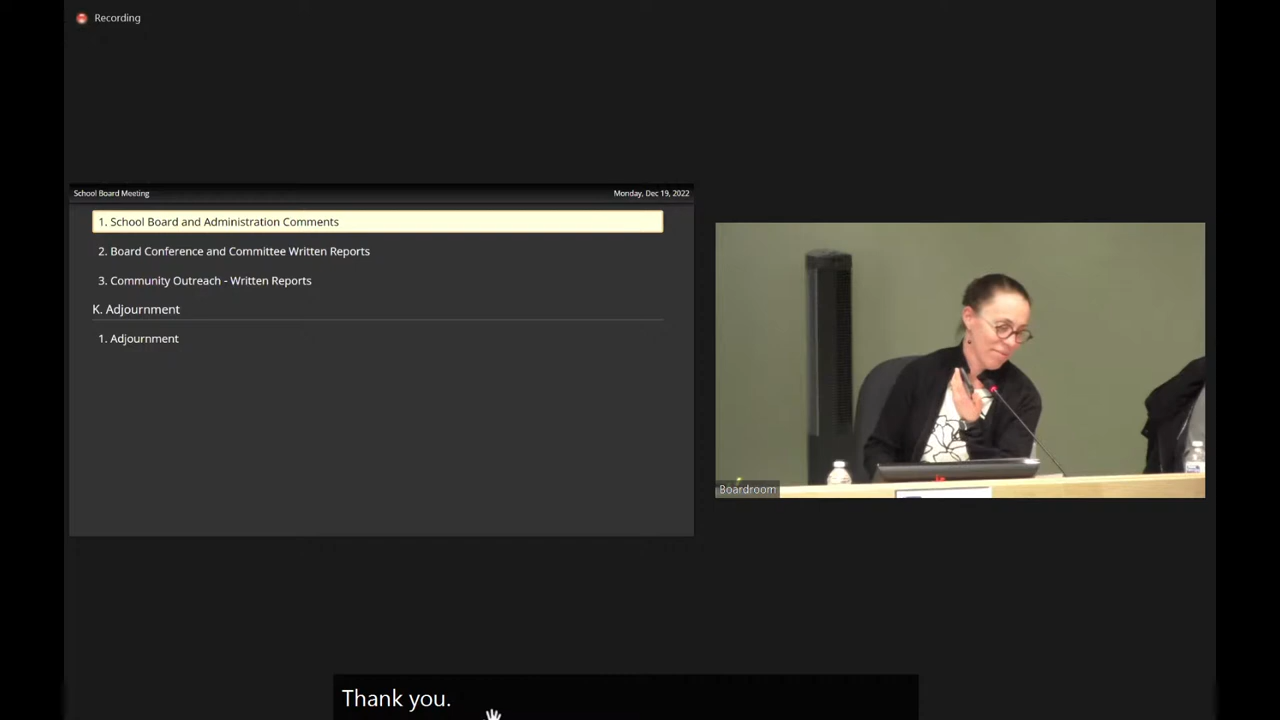 Recording
School Board Meeting
Monday, Dec 19, 2022
1. School Board and Administration Comments
2. Board Conference and Committee Written Reports
3. Community Outreach - Written Reports
K. Adjournment
1. Adjournment
Boardroom
Thank you.